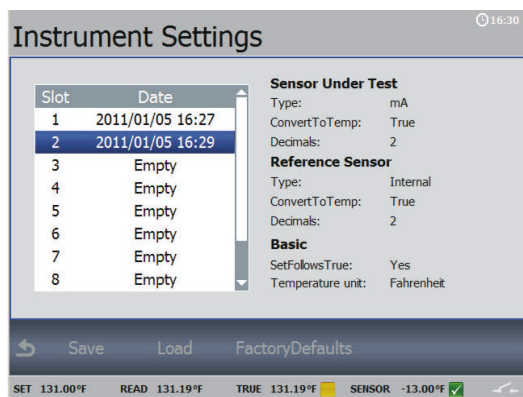 16:30
Instrument Settings
Slot Date
1 2011/01/05 16:27
2 2011/01/05 16:29
3 Empty
4 Empty
5 Empty
6 Empty
7 Empty
8 Empty
Sensor Under Test
Type: mA
ConvertToTemp: True
Decimals: 2
Reference Sensor
Type: Internal
ConvertToTemp: True
Decimals: 2
Basic
SetFollowsTrue: Yes
Temperature unit: Fahrenheit
Save Load FactoryDefaults
SET 131.00°F READ 131.19°F TRUE 131.19°F SENSOR -13.00°F